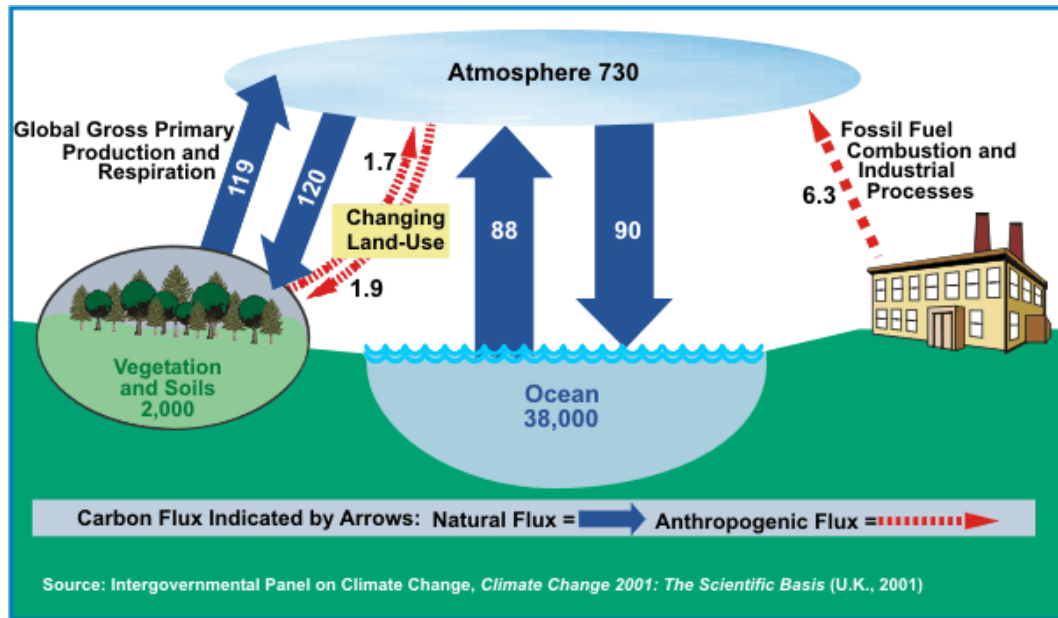 Atmosphere 730
Global Gross Primary
Production and
Respiration
119
120
1.7
Changing
Land-Use
1.9
88
90
Fossil Fuel
Combustion and
Industrial
Processes
6.3
Vegetation
and Soils
2,000
Ocean
38,000
Carbon Flux Indicated by Arrows: Natural Flux = Anthropogenic Flux =
Source: Intergovernmental Panel on Climate Change, Climate Change 2001: The Scientific Basis (U.K., 2001)